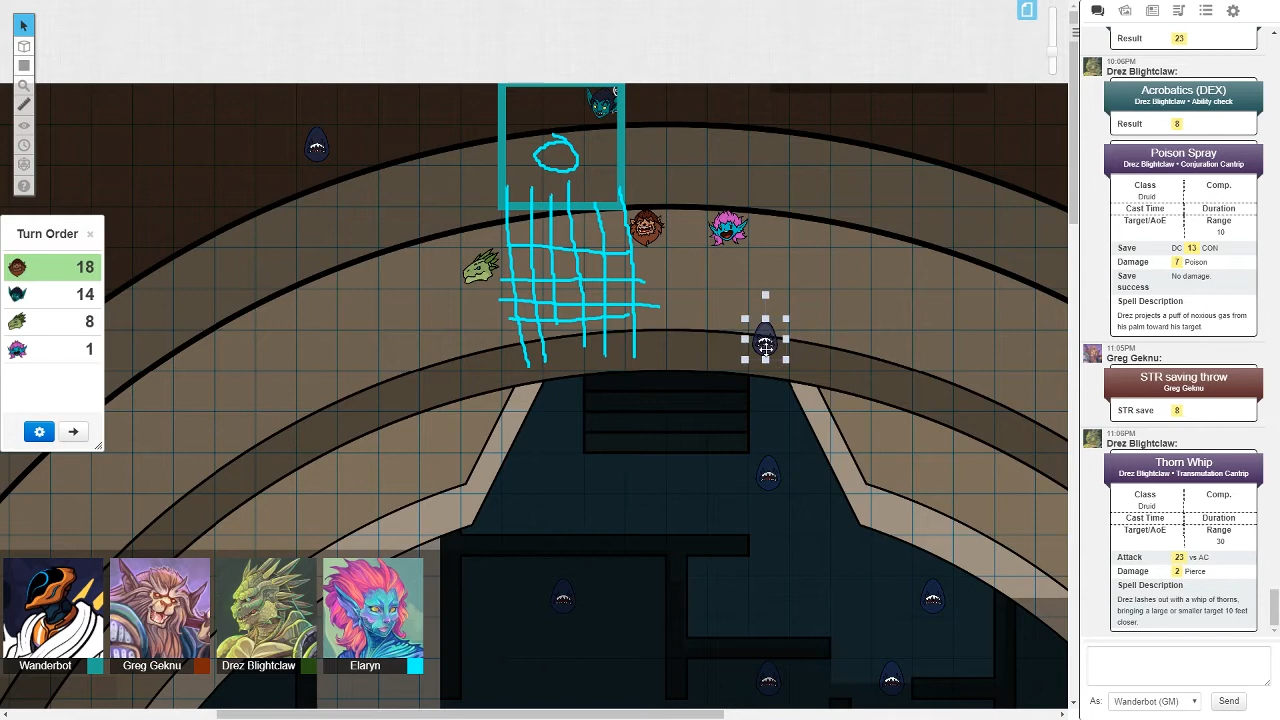 Turn Order ×
18
14
8
1
Wanderbot
Greg Geknu
Drez Blightclaw
Elaryn
Result 23
10:06PM
Drez Blightclaw:
Acrobatics (DEX)
Drez Blightclaw • Ability check
Result 8
Poison Spray
Drez Blightclaw • Conjuration Cantrip
Class Comp.
Druid
Cast Time Duration
Target/AoE Range
10
Save DC 13 CON
Damage 7 Poison
Save success No damage.
Spell Description
Drez projects a puff of noxious gas from
his palm toward his target.
11:05PM
Greg Geknu:
STR saving throw
Greg Geknu
STR save 8
11:06PM
Drez Blightclaw:
Thorn Whip
Drez Blightclaw • Transmutation Cantrip
Class Comp.
Druid
Cast Time Duration
Target/AoE Range
30
Attack 23 vs AC
Damage 2 Pierce
Spell Description
Drez lashes out with a whip of thorns,
bringing a large or smaller target 10 feet
closer.
As: Wanderbot (GM) Send